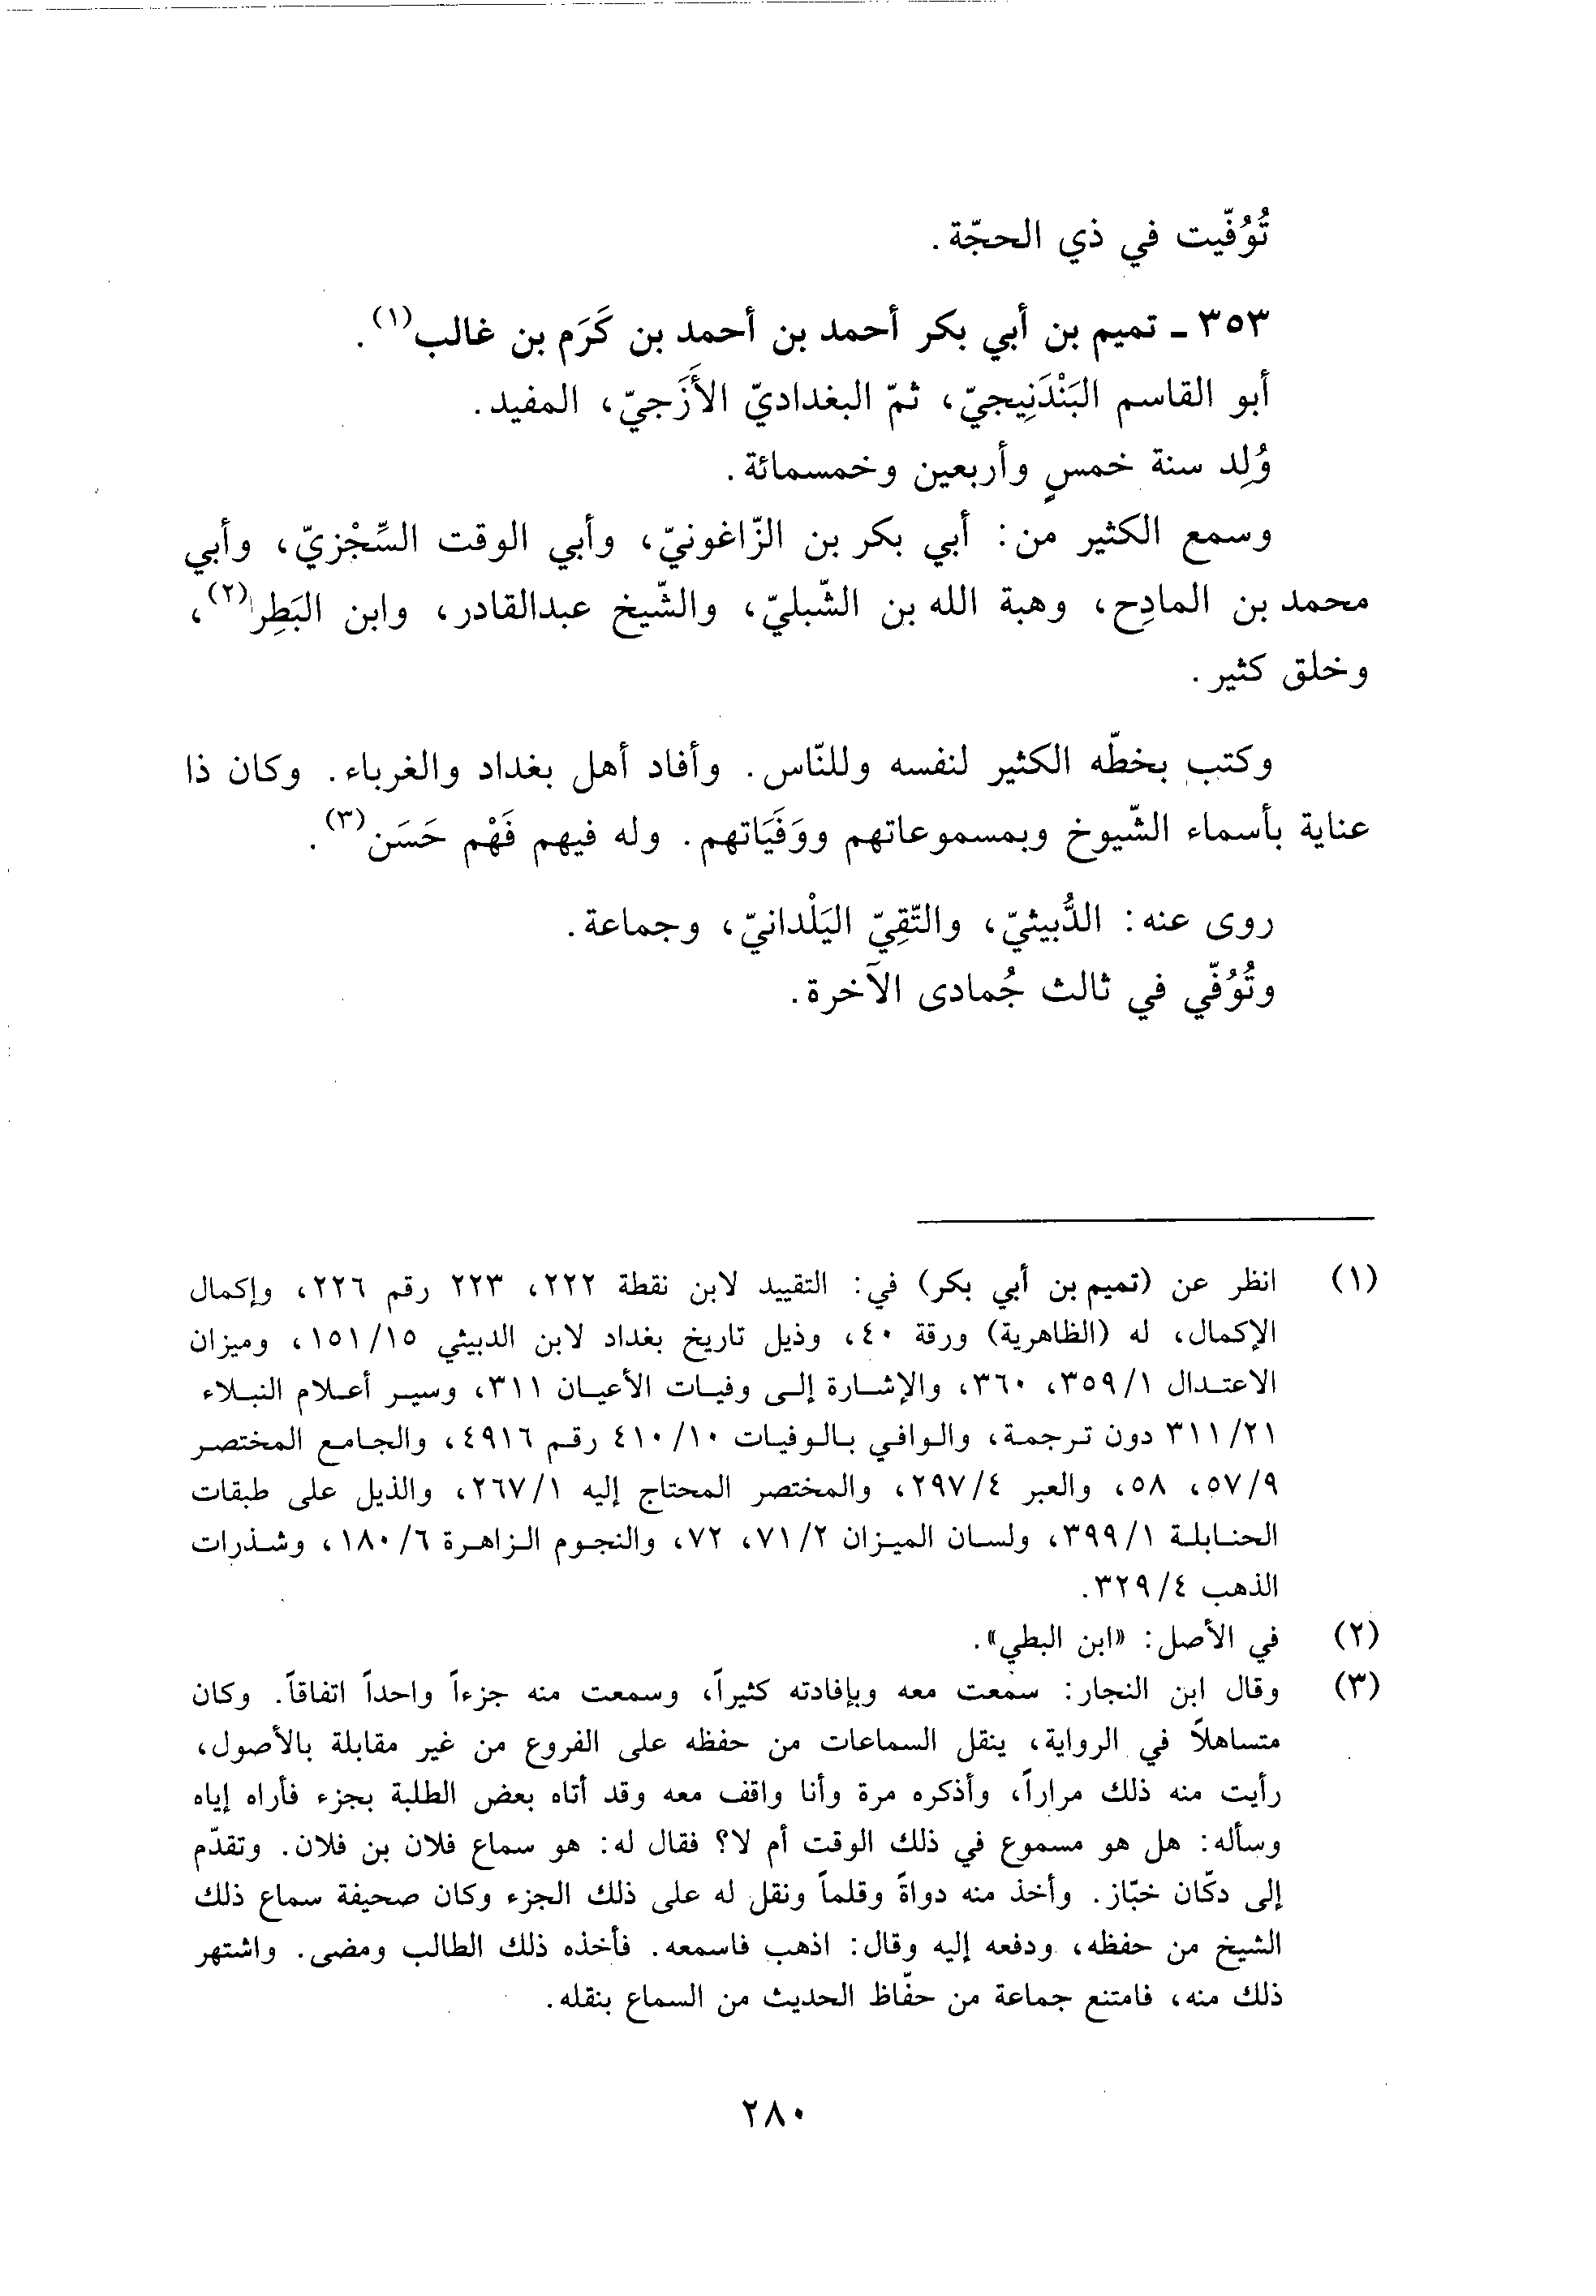 تُوُفّيت في ذي الحجّة.
٣٥٣ ـ تميم بن أبي بكر أحمد بن أحمد بن كَرَم بن غالب(١).
أبو القاسم البَنْدَنِيجيّ، ثمّ البغداديّ الأَزَجيّ، المفيد.
وُلِد سنة خمسٍ وأربعين وخمسمائة.
وسمع الكثير من: أبي بكر بن الزّاغونيّ، وأبي الوقت السِّجْزيّ، وأبي
محمد بن المادِح، وهبة الله بن الشّبليّ، والشّيخ عبدالقادر، وابن البَطِر(٢)،
وخلق كثير.
وكتب بخطّه الكثير لنفسه وللنّاس. وأفاد أهل بغداد والغرباء. وكان ذا
عناية بأسماء الشّيوخ وبمسموعاتهم ووَفَيَاتهم. وله فيهم فَهْم حَسَن(٣).
روى عنه: الدُّبيثيّ، والتّقِيّ اليَلْدانيّ، وجماعة.
وتُوُفّي في ثالث جُمادى الآخرة.
(١) انظر عن (تميم بن أبي بكر) في: التقييد لابن نقطة ٢٢٢، ٢٢٣ رقم ٢٢٦، وإكمال
الإكمال، له (الظاهرية) ورقة ٤٠، وذيل تاريخ بغداد لابن الدبيثي ١٥١/١٥، وميزان
الاعتدال ٣٥٩/١، ٣٦٠، والإشارة إلى وفيات الأعيان ٣١١، وسير أعلام النبلاء
٣١١/٢١ دون ترجمة، والوافي بالوفيات ٤١٠/١٠ رقم ٤٩١٦، والجامع المختصر
٥٧/٩، ٥٨، والعبر ٢٩٧/٤، والمختصر المحتاج إليه ٢٦٧/١، والذيل على طبقات
الحنابلة ٣٩٩/١، ولسان الميزان ٧١/٢، ٧٢، والنجوم الزاهرة ١٨٠/٦، وشذرات
الذهب ٣٢٩/٤.
(٢) في الأصل: «ابن البطي».
(٣) وقال ابن النجار: سمعت معه وبإفادته كثيراً، وسمعت منه جزءاً واحداً اتفاقاً. وكان
متساهلاً في الرواية، ينقل السماعات من حفظه على الفروع من غير مقابلة بالأصول،
رأيت منه ذلك مراراً، وأذكره مرة وأنا واقف معه وقد أتاه بعض الطلبة بجزء فأراه إياه
وسأله: هل هو مسموع في ذلك الوقت أم لا؟ فقال له: هو سماع فلان بن فلان. وتقدّم
إلى دكّان خبّاز. وأخذ منه دواةً وقلماً ونقل له على ذلك الجزء وكان صحيفة سماع ذلك
الشيخ من حفظه، ودفعه إليه وقال: اذهب فاسمعه. فأخذه ذلك الطالب ومضى. واشتهر
ذلك منه، فامتنع جماعة من حفّاظ الحديث من السماع بنقله.
٢٨٠